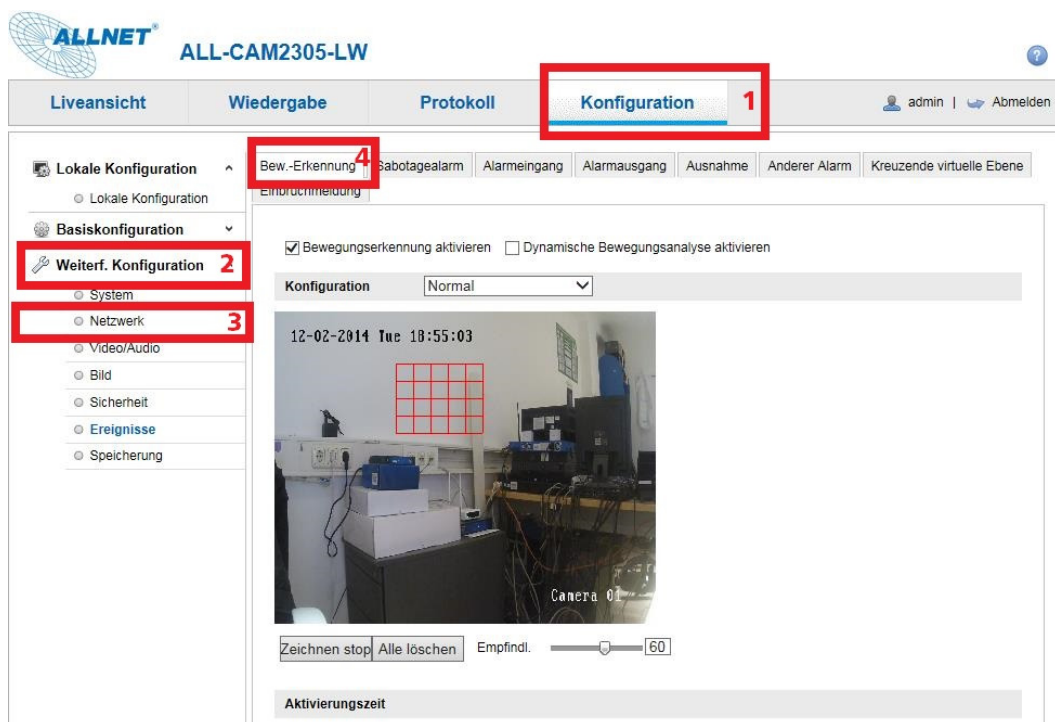 ALLNET®
ALL-CAM2305-LW
?
Liveansicht Wiedergabe Protokoll Konfiguration 1 admin | Abmelden
Lokale Konfiguration
Lokale Konfiguration
Basiskonfiguration
Weiterf. Konfiguration 2
System
Netzwerk 3
Video/Audio
Bild
Sicherheit
Ereignisse
Speicherung
Bew.-Erkennung 4 Sabotagealarm Alarmeingang Alarmausgang Ausnahme Anderer Alarm Kreuzende virtuelle Ebene
Einbruchmeldung
Bewegungserkennung aktivieren Dynamische Bewegungsanalyse aktivieren
Konfiguration Normal
12-02-2014 Tue 18:55:03
Camera 01
Zeichnen stop Alle löschen Empfindl. 60
Aktivierungszeit